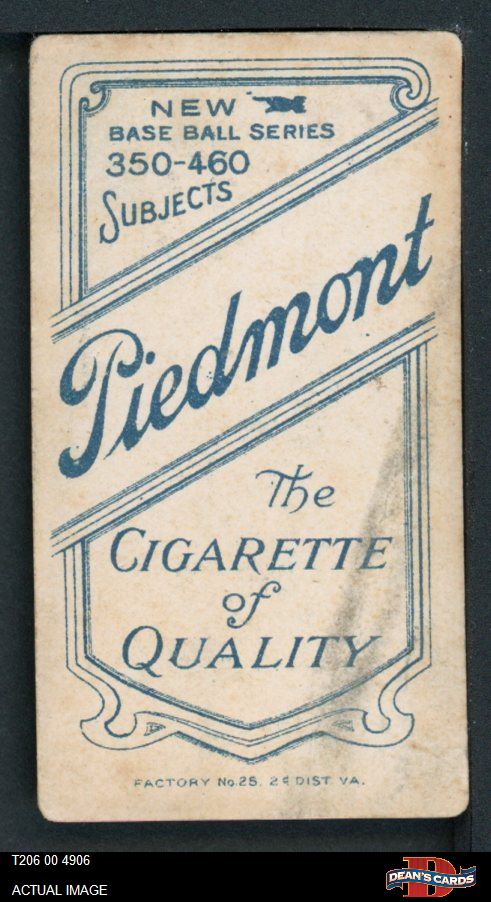 NEW
BASE BALL SERIES
350-460
SUBJECTS
Piedmont
The
CIGARETTE
of
QUALITY
FACTORY No. 25, 2d DIST. VA.
T206 00 4906
ACTUAL IMAGE
D
DEAN'S CARDS